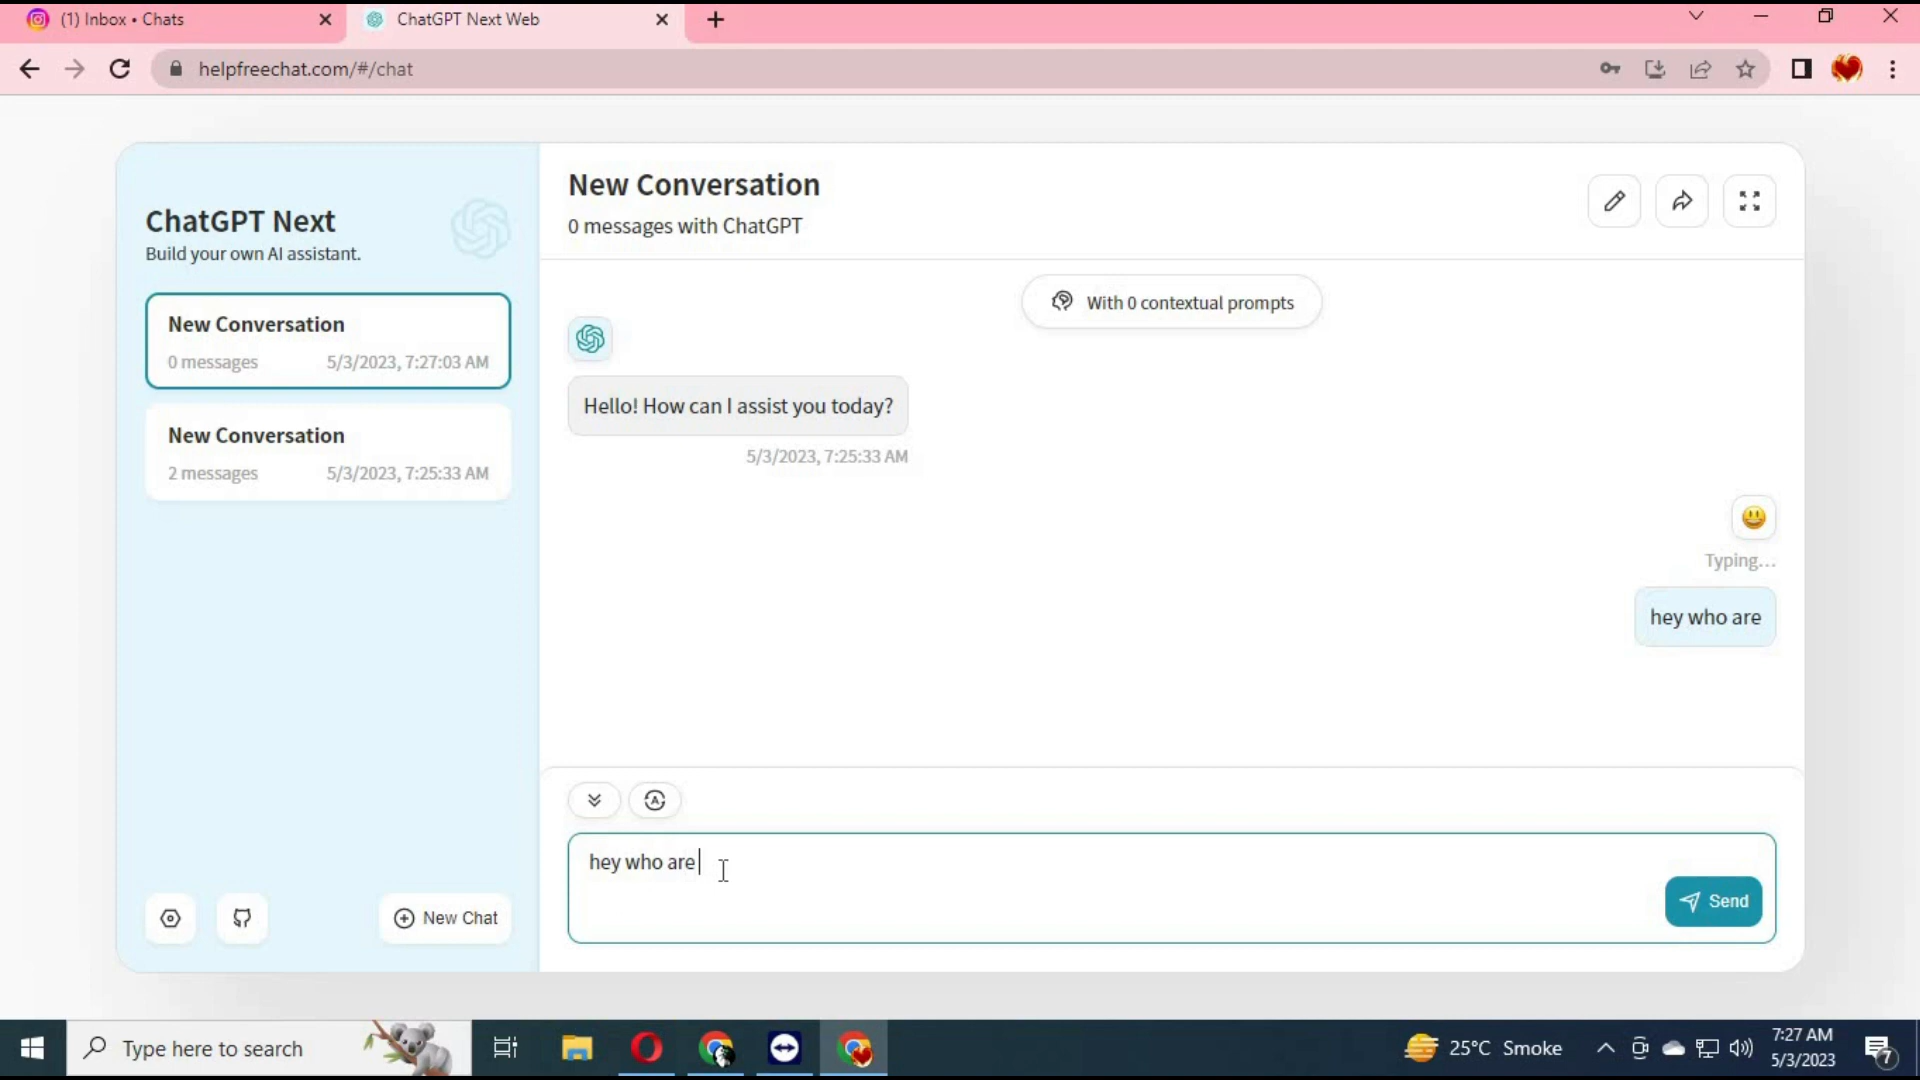 (1) Inbox • Chats
ChatGPT Next Web
helpfreechat.com/#/chat
ChatGPT Next
Build your own AI assistant.
New Conversation
0 messages 5/3/2023, 7:27:03 AM
New Conversation
2 messages 5/3/2023, 7:25:33 AM
New Chat
New Conversation
0 messages with ChatGPT
With 0 contextual prompts
Hello! How can I assist you today?
5/3/2023, 7:25:33 AM
Typing...
hey who are
hey who are
Send
Type here to search
25°C Smoke
7:27 AM
5/3/2023
7